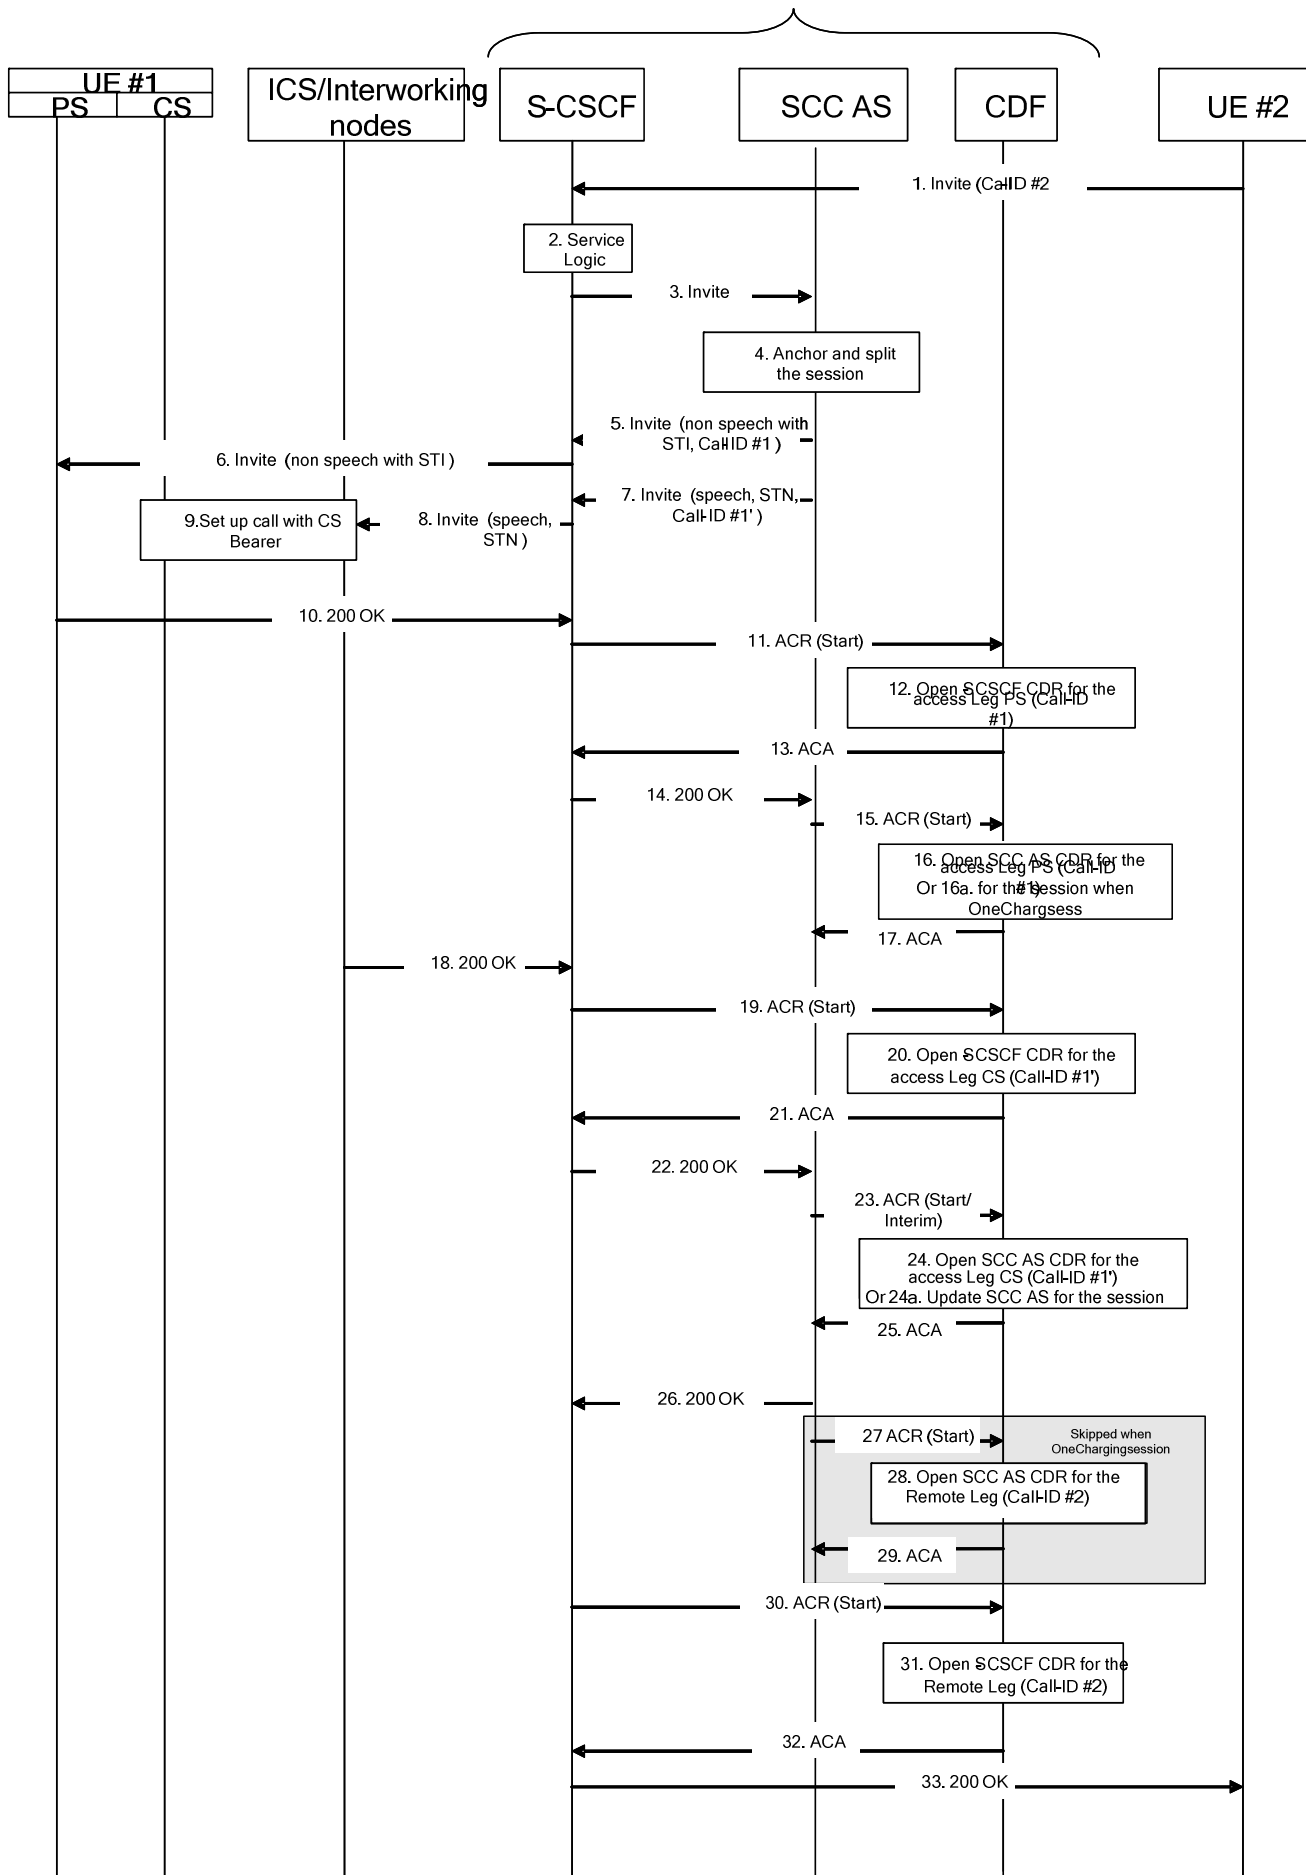 UE #1
PS
CS
ICS/Interworking
nodes
S-CSCF
SCC AS
CDF
UE #2
1. Invite (Call-ID #2
2. Service
Logic
3. Invite
4. Anchor and split
the session
5. Invite (non speech with
STI, Call-ID #1 )
6. Invite (non speech with STI )
7. Invite (speech, STN,
Call-ID #1' )
8. Invite (speech,
STN )
9.Set up call with CS
Bearer
10. 200 OK
11. ACR (Start)
12. Open S-CSCF CDR for the
access Leg PS (Call-ID
#1)
13. ACA
14. 200 OK
15. ACR (Start)
16. Open SCC AS CDR for the
access Leg PS (Call-ID
#1)
Or 16a. for the session when
OneChargsess
17. ACA
18. 200 OK
19. ACR (Start)
20. Open S-CSCF CDR for the
access Leg CS (Call-ID #1')
21. ACA
22. 200 OK
23. ACR (Start/
Interim)
24. Open SCC AS CDR for the
access Leg CS (Call-ID #1')
Or 24a. Update SCC AS for the session
25. ACA
26. 200 OK
27 ACR (Start)
Skipped when
OneChargingsession
28. Open SCC AS CDR for the
Remote Leg (Call-ID #2)
29. ACA
30. ACR (Start)
31. Open S-CSCF CDR for the
Remote Leg (Call-ID #2)
32. ACA
33. 200 OK